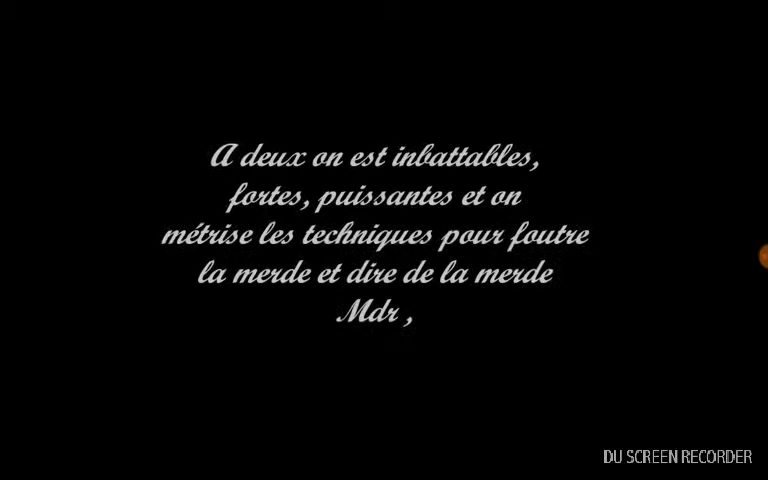 A deux on est inbattables,
fortes, puissantes et on
métrise les techniques pour foutre
la merde et dire de la merde
Mdr ,
DU SCREEN RECORDER